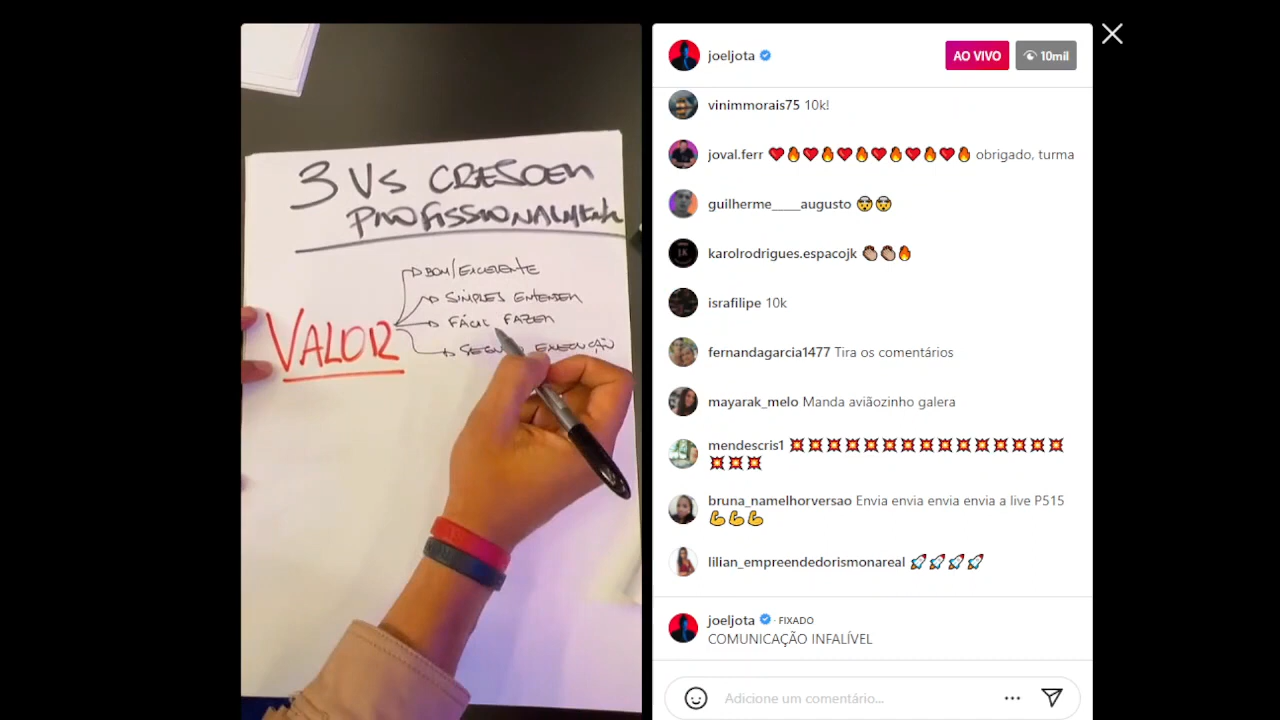 3 Vs CRESCER
PROFISSIONALMENTE
BOM/EXCELENTE
SIMPLES ENTENDER
FÁCIL FAZER
EXECUÇÃO
VALOR
joeljota
AO VIVO
10mil
vinimmorais75 10k!
joval.ferr ❤️🔥❤️🔥❤️🔥❤️🔥❤️🔥❤️🔥 obrigado, turma
guilherme____augusto 🤯🤯
karolrodrigues.espacojk 👏🏼👏🏼🔥
israfilipe 10k
fernandagarcia1477 Tira os comentários
mayarak_melo Manda aviãozinho galera
mendescris1 💥💥💥💥💥💥💥💥💥💥💥💥💥💥💥
💥💥💥
bruna_namelhorversao Envia envia envia envia a live P515
💪💪💪
lilian_empreendedorismonareal 🚀🚀🚀🚀
joeljota · FIXADO
COMUNICAÇÃO INFALÍVEL
Adicione um comentário...